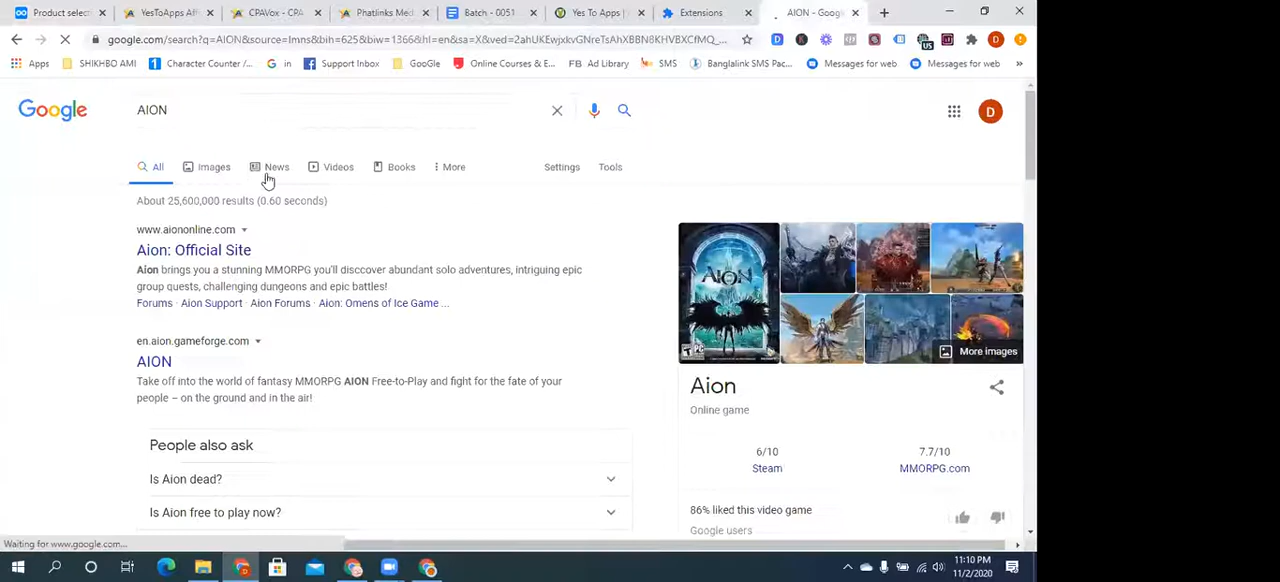 Product select
YesToApps Aff
CPAVox - CPA
Phatlinks Med
Batch - 0051
Yes To Apps |
Extensions
AION - Goog
google.com/search?q=AION&source=lmns&bih=625&biw=1366&hl=en&sa=X&ved=2ahUKEwjxkvGNreTsAhXBBN8KHVBXCfMQ_...
Apps
SHIKHBO AMI
Character Counter /...
in
Support Inbox
GooGle
Online Courses & E...
FB Ad Library
SMS
Banglalink SMS Pac...
Messages for web
Messages for web
»
Google
AION
D
All
Images
News
Videos
Books
More
Settings
Tools
About 25,600,000 results (0.60 seconds)
www.aiononline.com
Aion: Official Site
Aion brings you a stunning MMORPG you'll disccover abundant solo adventures, intriguing epic
group quests, challenging dungeons and epic battles!
Forums · Aion Support · Aion Forums · Aion: Omens of Ice Game ...
en.aion.gameforge.com
AION
Take off into the world of fantasy MMORPG AION Free-to-Play and fight for the fate of your
people – on the ground and in the air!
People also ask
Is Aion dead?
Is Aion free to play now?
AION
PC
More images
Aion
Online game
6/10
Steam
7.7/10
MMORPG.com
86% liked this video game
Google users
Waiting for www.google.com...
11:10 PM
11/2/2020